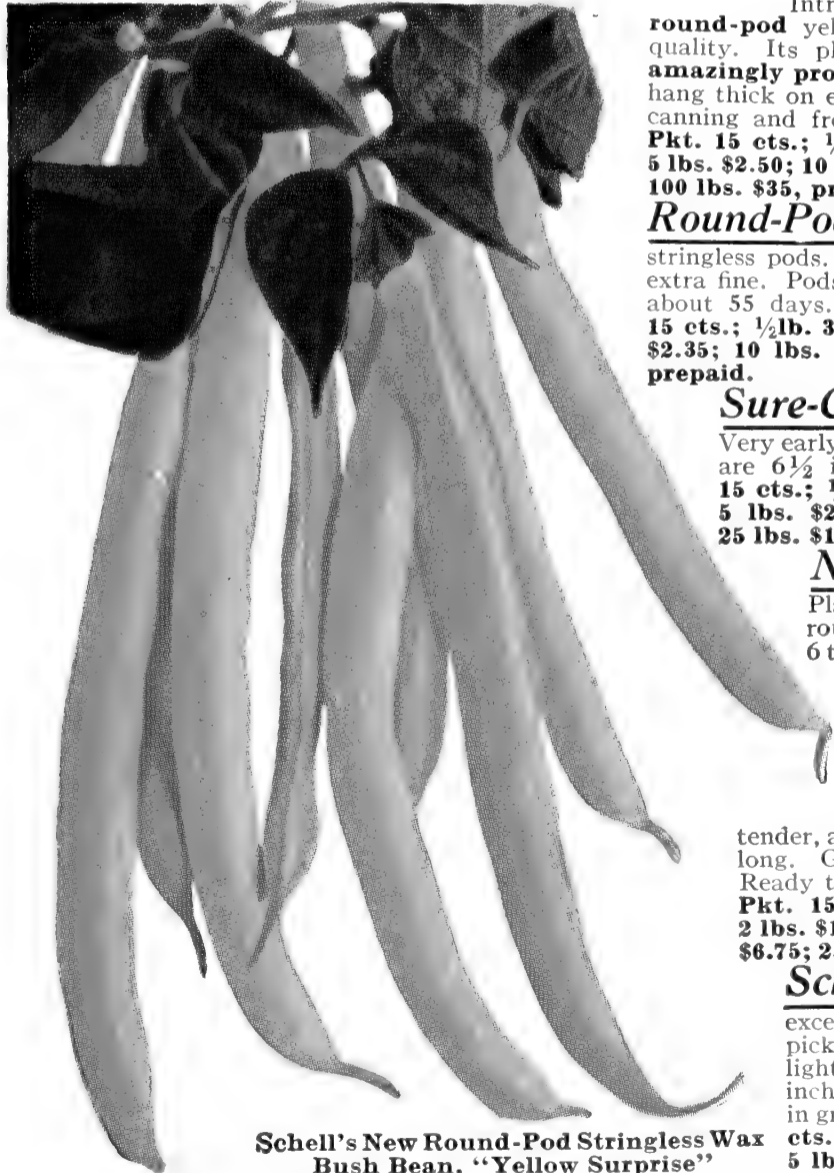 Intr
round-pod yel
quality. Its pl
amazingly pro
hang thick on e
canning and fre
Pkt. 15 cts.;
5 lbs. $2.50; 10
100 lbs. $35, pr
Round-Po
stringless pods.
extra fine. Pods
about 55 days.
15 cts.; ½lb. 3
$2.35; 10 lbs.
prepaid.
Sure-C
Very early
are 6½ i
15 cts.;
5 lbs. $2
25 lbs. $1
N
Pla
rou
6 t
tender, a
long. G
Ready t
Pkt. 15
2 lbs. $1
$6.75; 2
Sc
exce
pick
light
inch
in gr
cts.
5 lb
Schell's New Round-Pod Stringless Wax
Bush Bean, "Yellow Surprise"